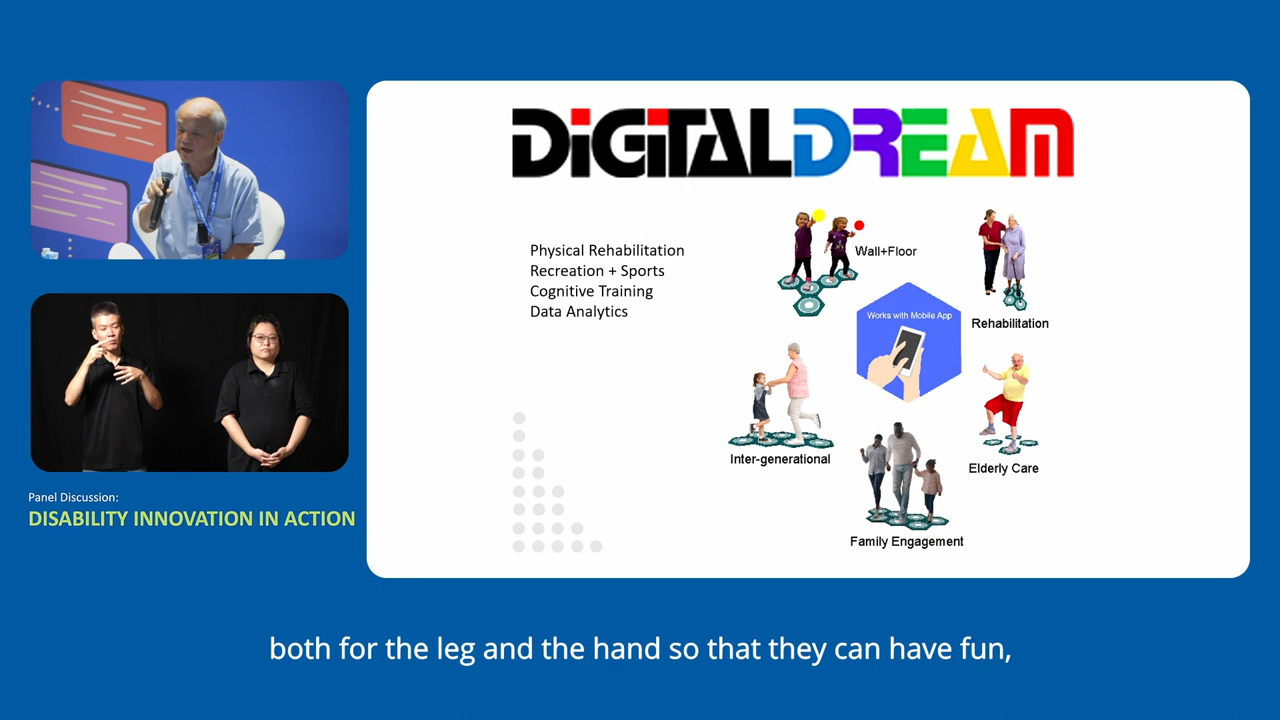 DiGiTALDREAM
Physical Rehabilitation
Recreation + Sports
Cognitive Training
Data Analytics
Wall+Floor
Works with Mobile App
Rehabilitation
Inter-generational
Elderly Care
Family Engagement
Panel Discussion:
DISABILITY INNOVATION IN ACTION
both for the leg and the hand so that they can have fun,